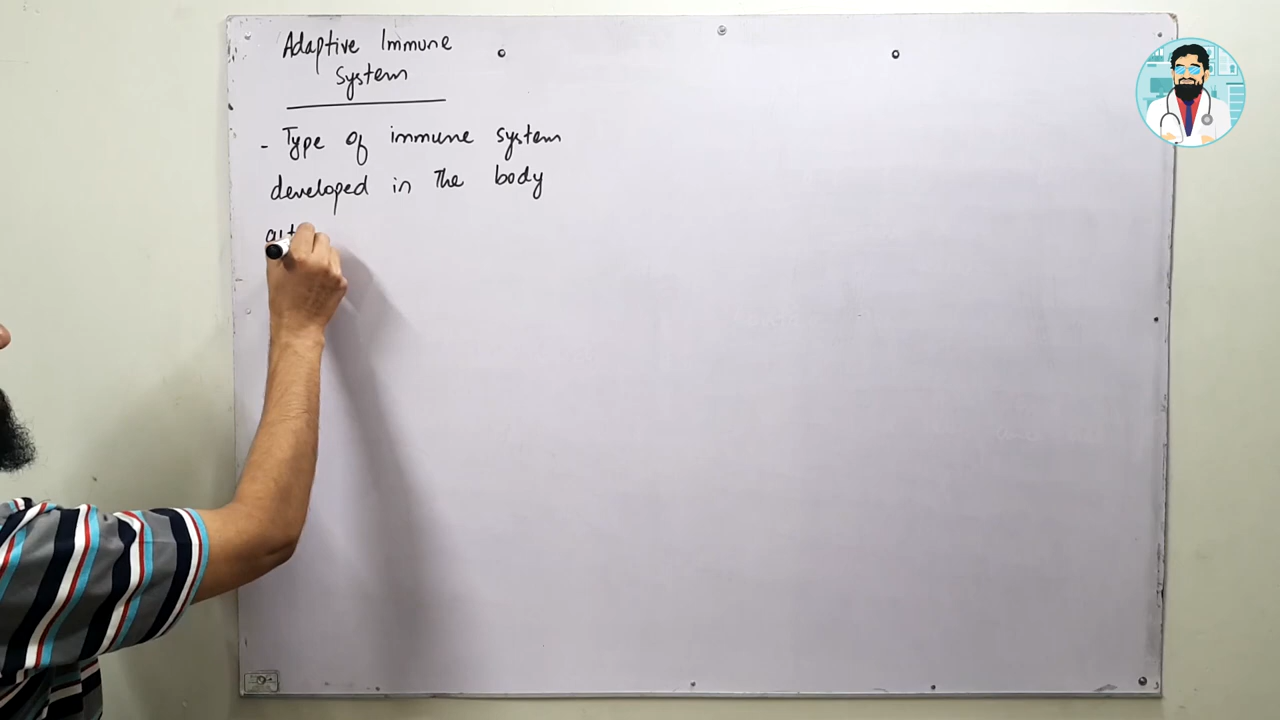 Adaptive Immune
System
- Type of immune system
developed in the body